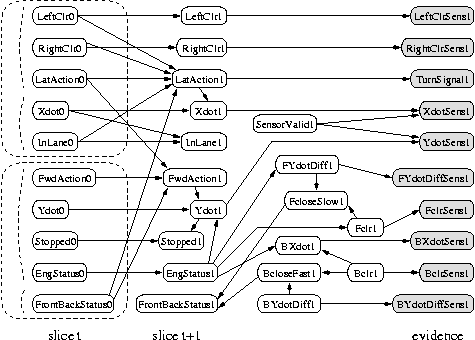 LeftClr0 LeftClr1 LeftClrSens1
RightClr0 RightClr1 RightClrSens1
LatAction0 LatAction1 TurnSignal1
Xdot0 Xdot1 XdotSens1
SensorValid1
InLane0 InLane1 YdotSens1
FYdotDiff1
FwdAction0 FwdAction1 FYdotDiffSens1
FcloseSlow1
Ydot0 Ydot1 FclrSens1
Fclr1
Stopped0 Stopped1 BXdot1 BXdotSens1
EngStatus0 EngStatus1 BcloseFast1 Bclr1 BclrSens1
FrontBackStatus0 FrontBackStatus1 BYdotDiff1 BYdotDiffSens1
slice t slice t+1 evidence